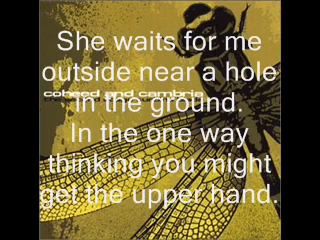 She waits for me
outside near a hole
coheed and cambria
in the ground.
In the one way
thinking you might
get the upper hand.